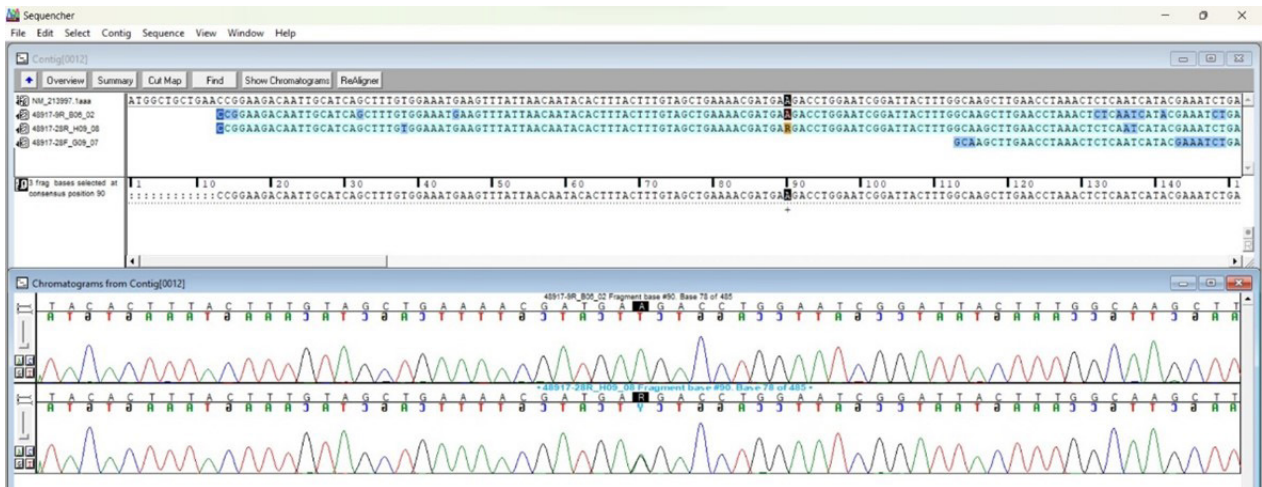 Sequencher
File Edit Select Contig Sequence View Window Help
Contig[0012]
Overview Summary Cut Map Find Show Chromatograms ReAligner
NM_213997.1aaa ATGGCTGCTGAACCGGAAGACAATTGCATCAGCTTTGTGGAAATGAAGTTTATTAACAATACACTTTACTTTGTAGCTGAAAACGATGAAGACCTGGAATCGGATTACTTTGGCAAGCTTGAACCTAAACTCTCAATCATACGAAATCTGA
48917-9R_B06_02 CCGGAAGACAATTGCATCAGCTTTGTGGAAATGAAGTTTATTAACAATACACTTTACTTTGTAGCTGAAAACGATGAAGACCTGGAATCGGATTACTTTGGCAAGCTTGAACCTAAACTCTCAATCATACGAAATCTGA
48917-28R_H09_08 CCGGAAGACAATTGCATCAGCTTTGTGGAAATGAAGTTTATTAACAATACACTTTACTTTGTAGCTGAAAACGATGARGACCTGGAATCGGATTACTTTGGCAAGCTTGAACCTAAACTCTCAATCATACGAAATCTGA
48917-28F_G09_07 GCAAGCTTGAACCTAAACTCTCAATCATACGAAATCTGA
3 frag bases selected at
consensus position 90
1 10 20 30 40 50 60 70 80 90 100 110 120 130 140 1
::::::::::::CCGGAAGACAATTGCATCAGCTTTGTGGAAATGAAGTTTATTAACAATACACTTTACTTTGTAGCTGAAAACGATGAAGACCTGGAATCGGATTACTTTGGCAAGCTTGAACCTAAACTCTCAATCATACGAAATCTGA
+
Chromatograms from Contig[0012]
48917-9R_B06_02 Fragment base #90. Base 78 of 485
T A C A C T T T A C T T T G T A G C T G A A A A C G A T G A A G A C C T G G A A T C G G A T T A C T T T G G C A A G C T T
A T G T G A A A T G A A A C A T C G A C T T T T G C T A C T T C T G G A C C T T A G C C T A A T G A A A C C G T T C G A A
48917-28R_H09_08 Fragment base #90. Base 78 of 485
T A C A C T T T A C T T T G T A G C T G A A A A C G A T G A R G A C C T G G A A T C G G A T T A C T T T G G C A A G C T T
A T G T G A A A T G A A A C A T C G A C T T T T G C T A C T Y C T G G A C C T T A G C C T A A T G A A A C C G T T C G A A